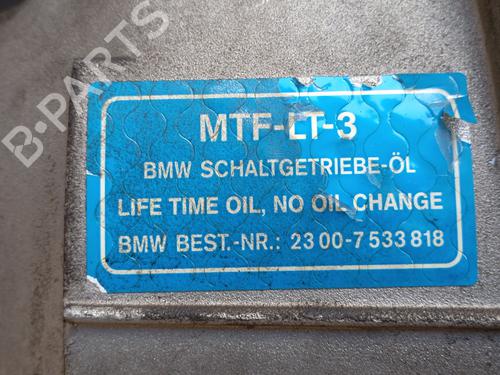 B-PARTS
MTF-LT-3
BMW SCHALTGETRIEBE-ÖL
LIFE TIME OIL, NO OIL CHANGE
BMW BEST.-NR.: 23 00-7 533 818